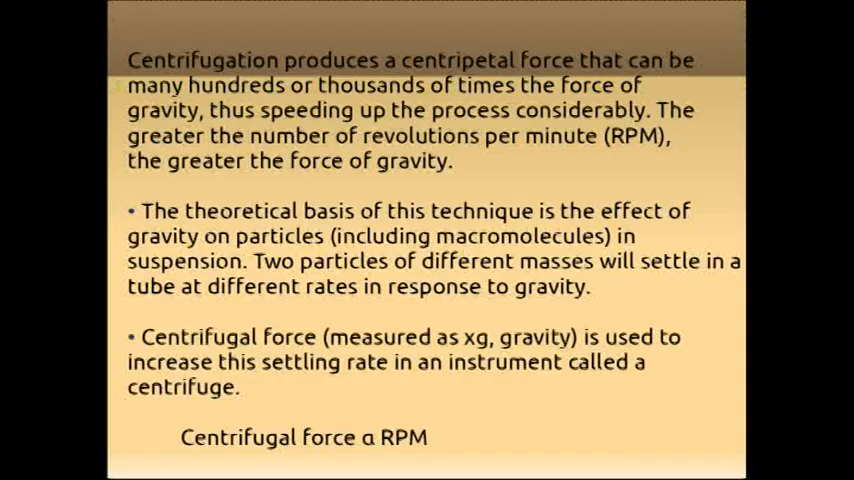 Centrifugation produces a centripetal force that can be
many hundreds or thousands of times the force of
gravity, thus speeding up the process considerably. The
greater the number of revolutions per minute (RPM),
the greater the force of gravity.
• The theoretical basis of this technique is the effect of
gravity on particles (including macromolecules) in
suspension. Two particles of different masses will settle in a
tube at different rates in response to gravity.
• Centrifugal force (measured as xg, gravity) is used to
increase this settling rate in an instrument called a
centrifuge.
Centrifugal force α RPM